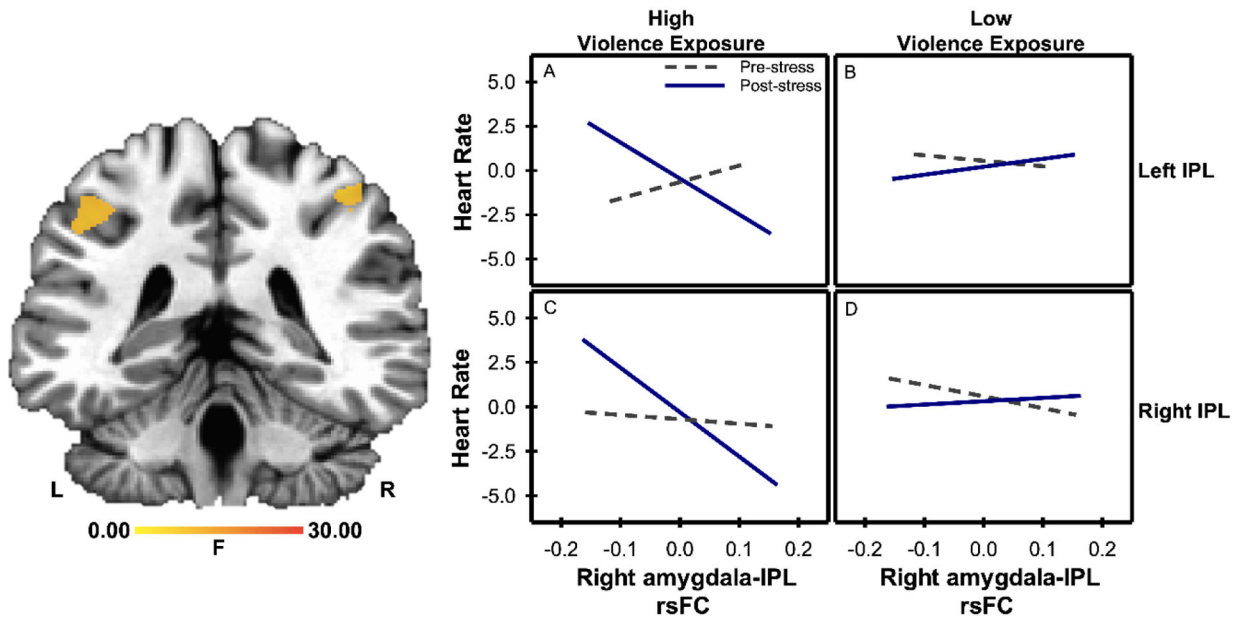 High
Violence Exposure
Low
Violence Exposure
A
Pre-stress
Post-stress
B
5.0
2.5
0.0
-2.5
-5.0
Heart Rate
Left IPL
C
D
5.0
2.5
0.0
-2.5
-5.0
Heart Rate
Right IPL
-0.2 -0.1 0.0 0.1 0.2
-0.2 -0.1 0.0 0.1 0.2
Right amygdala-IPL
rsFC
Right amygdala-IPL
rsFC
L
R
0.00 30.00
F